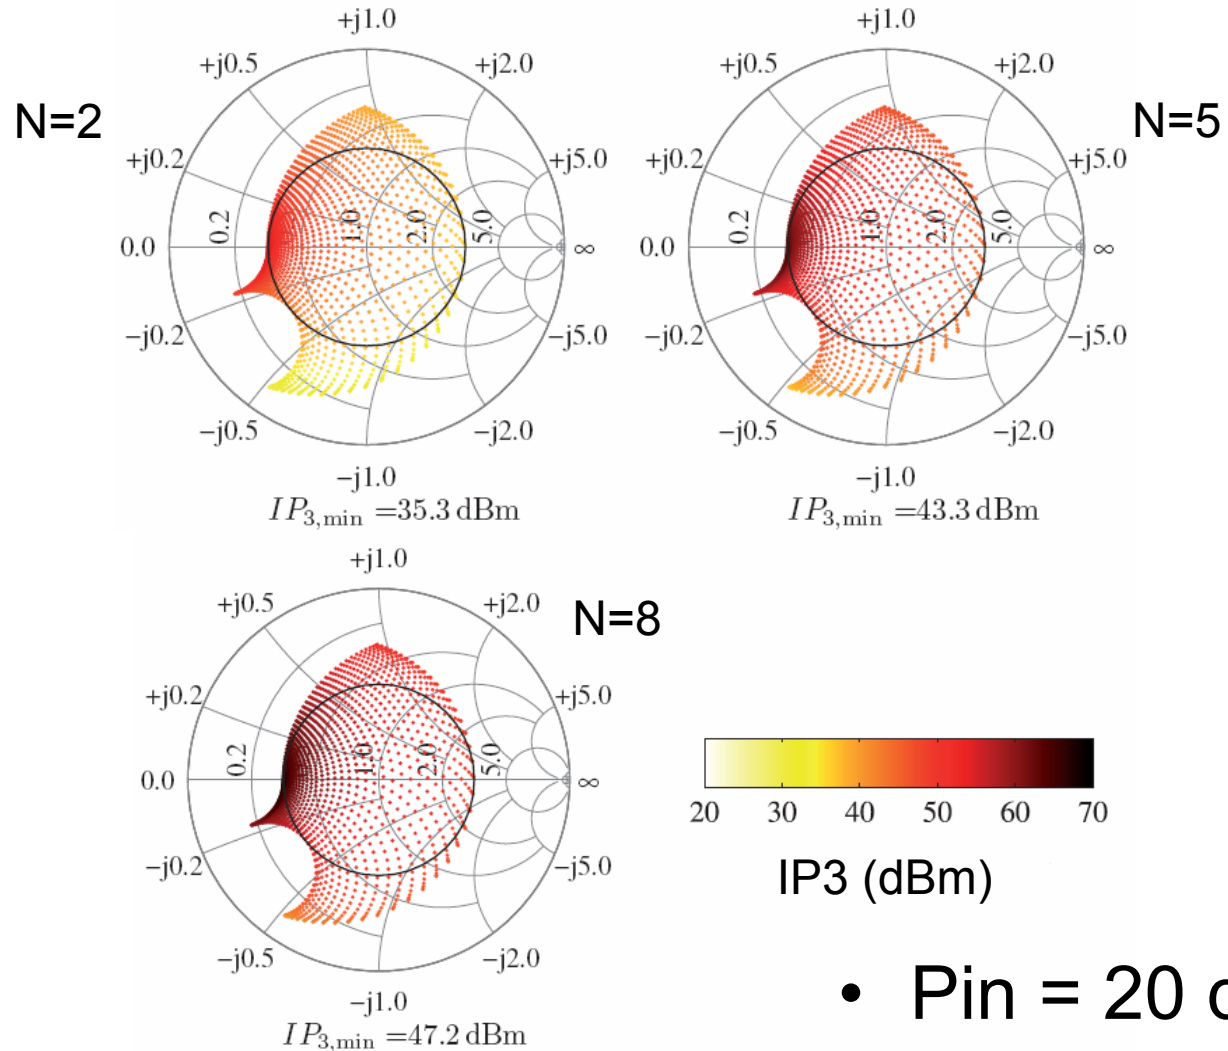 N=2
+j1.0
+j0.5
+j2.0
+j0.2
+j5.0
0.2
1.0
2.0
5.0
0.0
∞
−j0.2
−j5.0
−j0.5
−j2.0
−j1.0
IP3,min =35.3 dBm
N=5
+j1.0
+j0.5
+j2.0
+j0.2
+j5.0
0.2
1.0
2.0
5.0
0.0
∞
−j0.2
−j5.0
−j0.5
−j2.0
−j1.0
IP3,min =43.3 dBm
N=8
+j1.0
+j0.5
+j2.0
+j0.2
+j5.0
0.2
1.0
2.0
5.0
0.0
∞
−j0.2
−j5.0
−j0.5
−j2.0
−j1.0
IP3,min =47.2 dBm
20 30 40 50 60 70
IP3 (dBm)
• Pin = 20